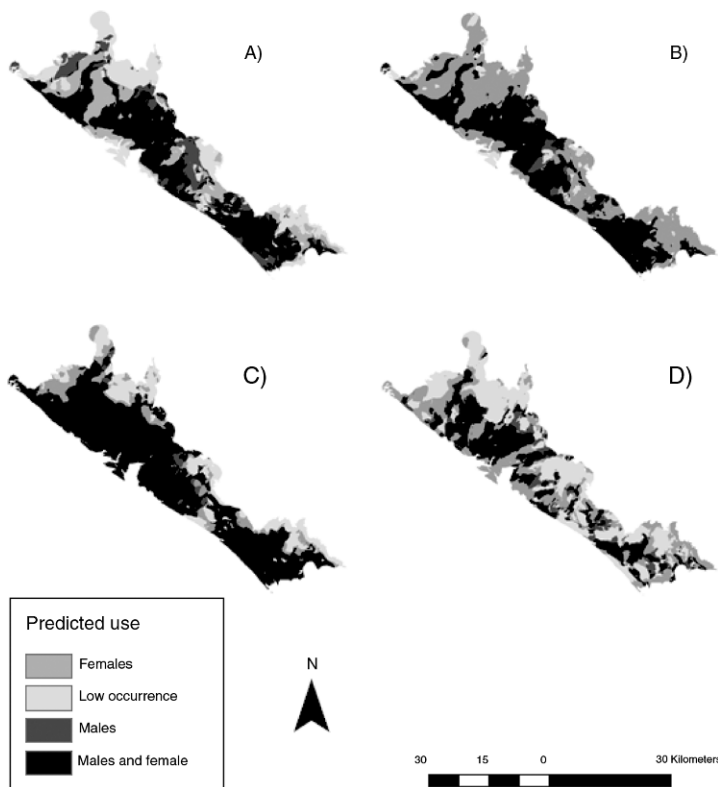 A)
B)
C)
D)
Predicted use
Females
Low occurrence
Males
Males and female
N
30 15 0 30 Kilometers